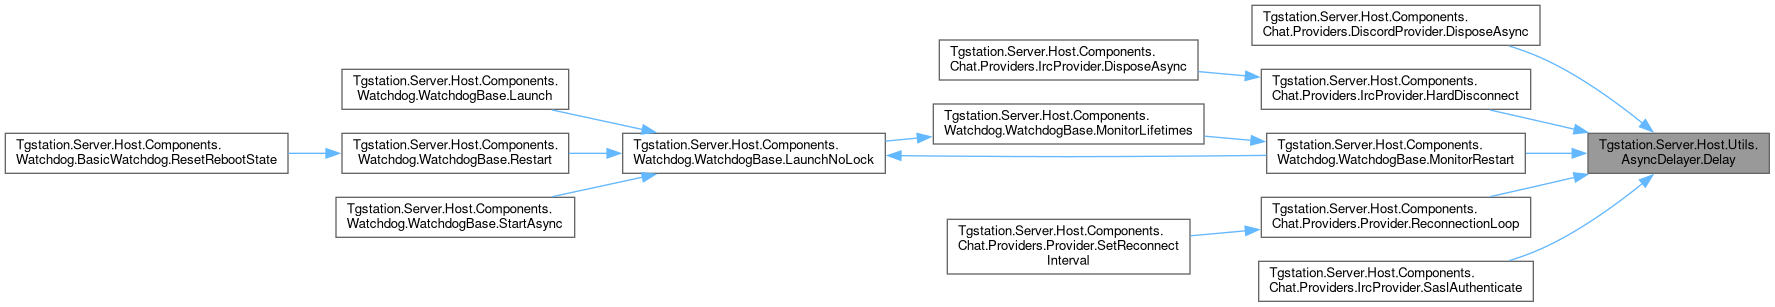 Tgstation.Server.Host.Components.
Chat.Providers.DiscordProvider.DisposeAsync
Tgstation.Server.Host.Components.
Chat.Providers.IrcProvider.DisposeAsync
Tgstation.Server.Host.Components.
Watchdog.WatchdogBase.Launch
Tgstation.Server.Host.Components.
Chat.Providers.IrcProvider.HardDisconnect
Tgstation.Server.Host.Components.
Watchdog.WatchdogBase.MonitorLifetimes
Tgstation.Server.Host.Components.
Watchdog.BasicWatchdog.ResetRebootState
Tgstation.Server.Host.Components.
Watchdog.WatchdogBase.Restart
Tgstation.Server.Host.Components.
Watchdog.WatchdogBase.LaunchNoLock
Tgstation.Server.Host.Components.
Watchdog.WatchdogBase.MonitorRestart
Tgstation.Server.Host.Utils.
AsyncDelayer.Delay
Tgstation.Server.Host.Components.
Watchdog.WatchdogBase.StartAsync
Tgstation.Server.Host.Components.
Chat.Providers.Provider.ReconnectionLoop
Tgstation.Server.Host.Components.
Chat.Providers.Provider.SetReconnect
Interval
Tgstation.Server.Host.Components.
Chat.Providers.IrcProvider.SaslAuthenticate